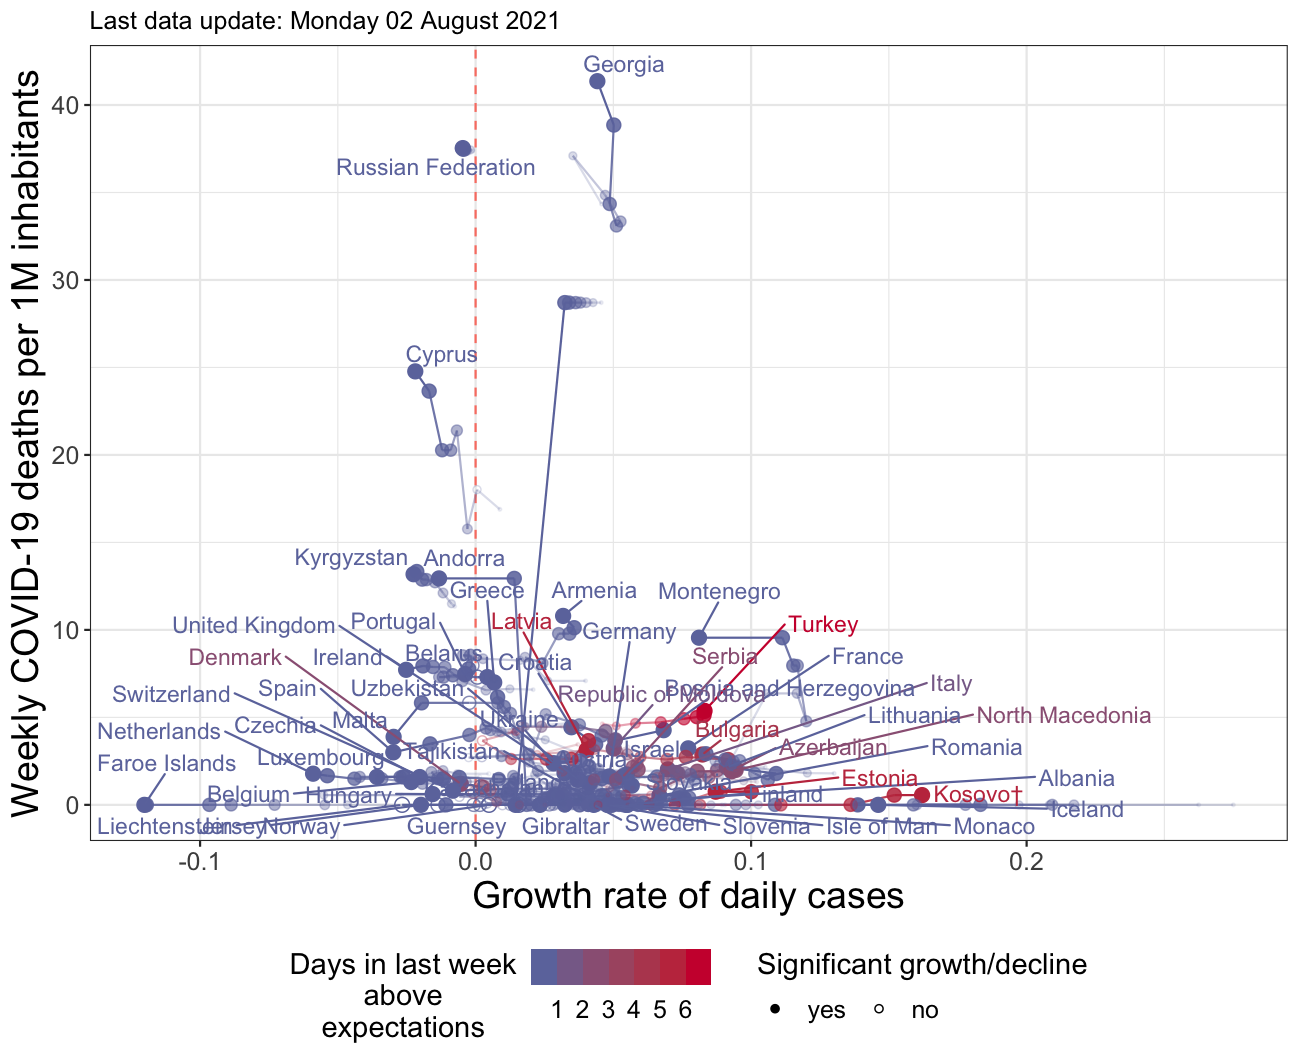 Last data update: Monday 02 August 2021
Weekly COVID-19 deaths per 1M inhabitants
40
30
20
10
0
Georgia
Russian Federation
Cyprus
Kyrgyzstan
Andorra
Greece
Armenia
Montenegro
United Kingdom
Portugal
Latvia
Germany
Turkey
Denmark
Ireland
Belarus
Croatia
Serbia
France
Switzerland
Spain
Uzbekistan
Republic of Moldova
Bosnia and Herzegovina
Italy
Netherlands
Czechia
Malta
Ukraine
Bulgaria
Lithuania
North Macedonia
Faroe Islands
Luxembourg
Tajikistan
Israel
Azerbaijan
Romania
Belgium
Hungary
Poland
Slovakia
Finland
Estonia
Albania
Kosovo†
Iceland
Liechtenstein
Jersey
Norway
Guernsey
Gibraltar
Sweden
Slovenia
Isle of Man
Monaco
-0.1
0.0
0.1
0.2
Growth rate of daily cases
Days in last week
above
expectations
1 2 3 4 5 6
Significant growth/decline
yes
no